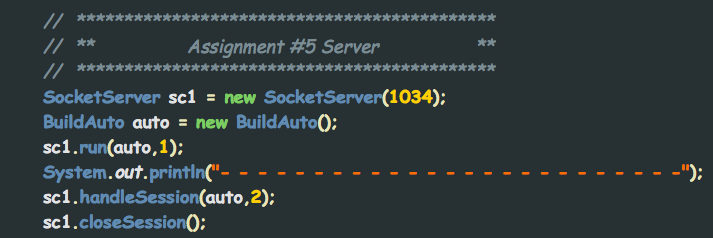 // ******************************************
// **          Assignment #5 Server          **
// ******************************************
SocketServer sc1 = new SocketServer(1034);
BuildAuto auto = new BuildAuto();
sc1.run(auto,1);
System.out.println("- - - - - - - - - - - - - - - - - - - - - - - - - -");
sc1.handleSession(auto,2);
sc1.closeSession();